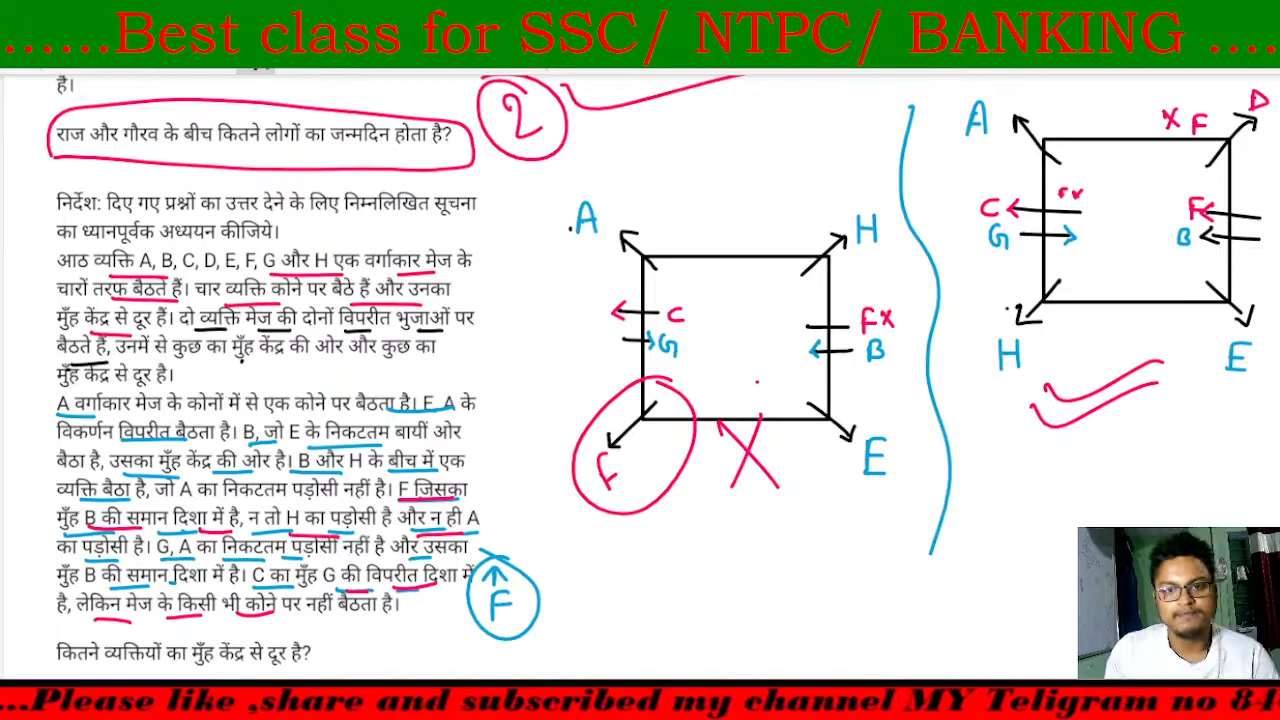 ......Best class for SSC/ NTPC/ BANKING ....
है।
2
राज और गौरव के बीच कितने लोगों का जन्मदिन होता है?
निर्देश: दिए गए प्रश्नों का उत्तर देने के लिए निम्नलिखित सूचना
का ध्यानपूर्वक अध्ययन कीजिये।
आठ व्यक्ति A, B, C, D, E, F, G और H एक वर्गाकार मेज के
चारों तरफ बैठते हैं। चार व्यक्ति कोने पर बैठे हैं और उनका
मुँह केंद्र से दूर हैं। दो व्यक्ति मेज की दोनों विपरीत भुजाओं पर
बैठते हैं, उनमें से कुछ का मुँह केंद्र की ओर और कुछ का
मुँह केंद्र से दूर है।
A वर्गाकार मेज के कोनों में से एक कोने पर बैठता है। E, A के
विकर्णन विपरीत बैठता है। B, जो E के निकटतम बायीं ओर
बैठा है, उसका मुँह केंद्र की ओर है। B और H के बीच में एक
व्यक्ति बैठा है, जो A का निकटतम पड़ोसी नहीं है। F जिसका
मुँह B की समान दिशा में है, न तो H का पड़ोसी है और न ही A
का पड़ोसी है। G, A का निकटतम पड़ोसी नहीं है और उसका
मुँह B की समान दिशा में है। C का मुँह G की विपरीत दिशा में
है, लेकिन मेज के किसी भी कोने पर नहीं बैठता है।
F
कितने व्यक्तियों का मुँह केंद्र से दूर है?
A H
C Fx
G B
F E
A x F D
C F
G B
H E
...Please like ,share and subscribed my channel MY Teligram no 84